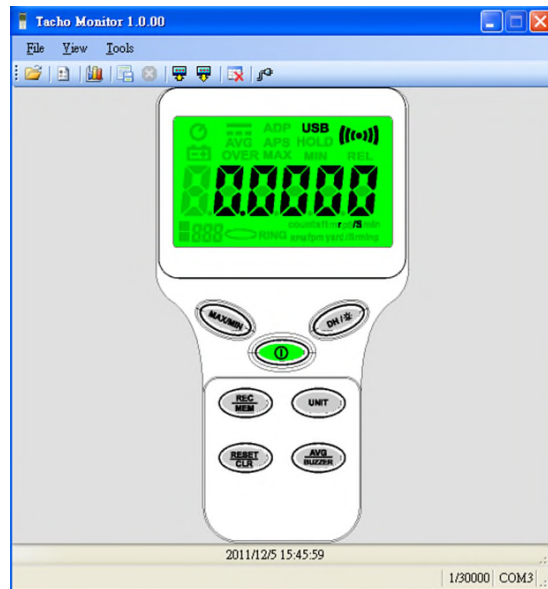 Tacho Monitor 1.0.00
File View Tools
ADP USB
AVG APS HOLD
OVER MAX MIN REL
0.0000
888 RING
MAX/MIN
DH /
REC
MEM
UNIT
RESET
CLR
AVG
BUZZER
2011/12/5 15:45:59
1/30000 COM3